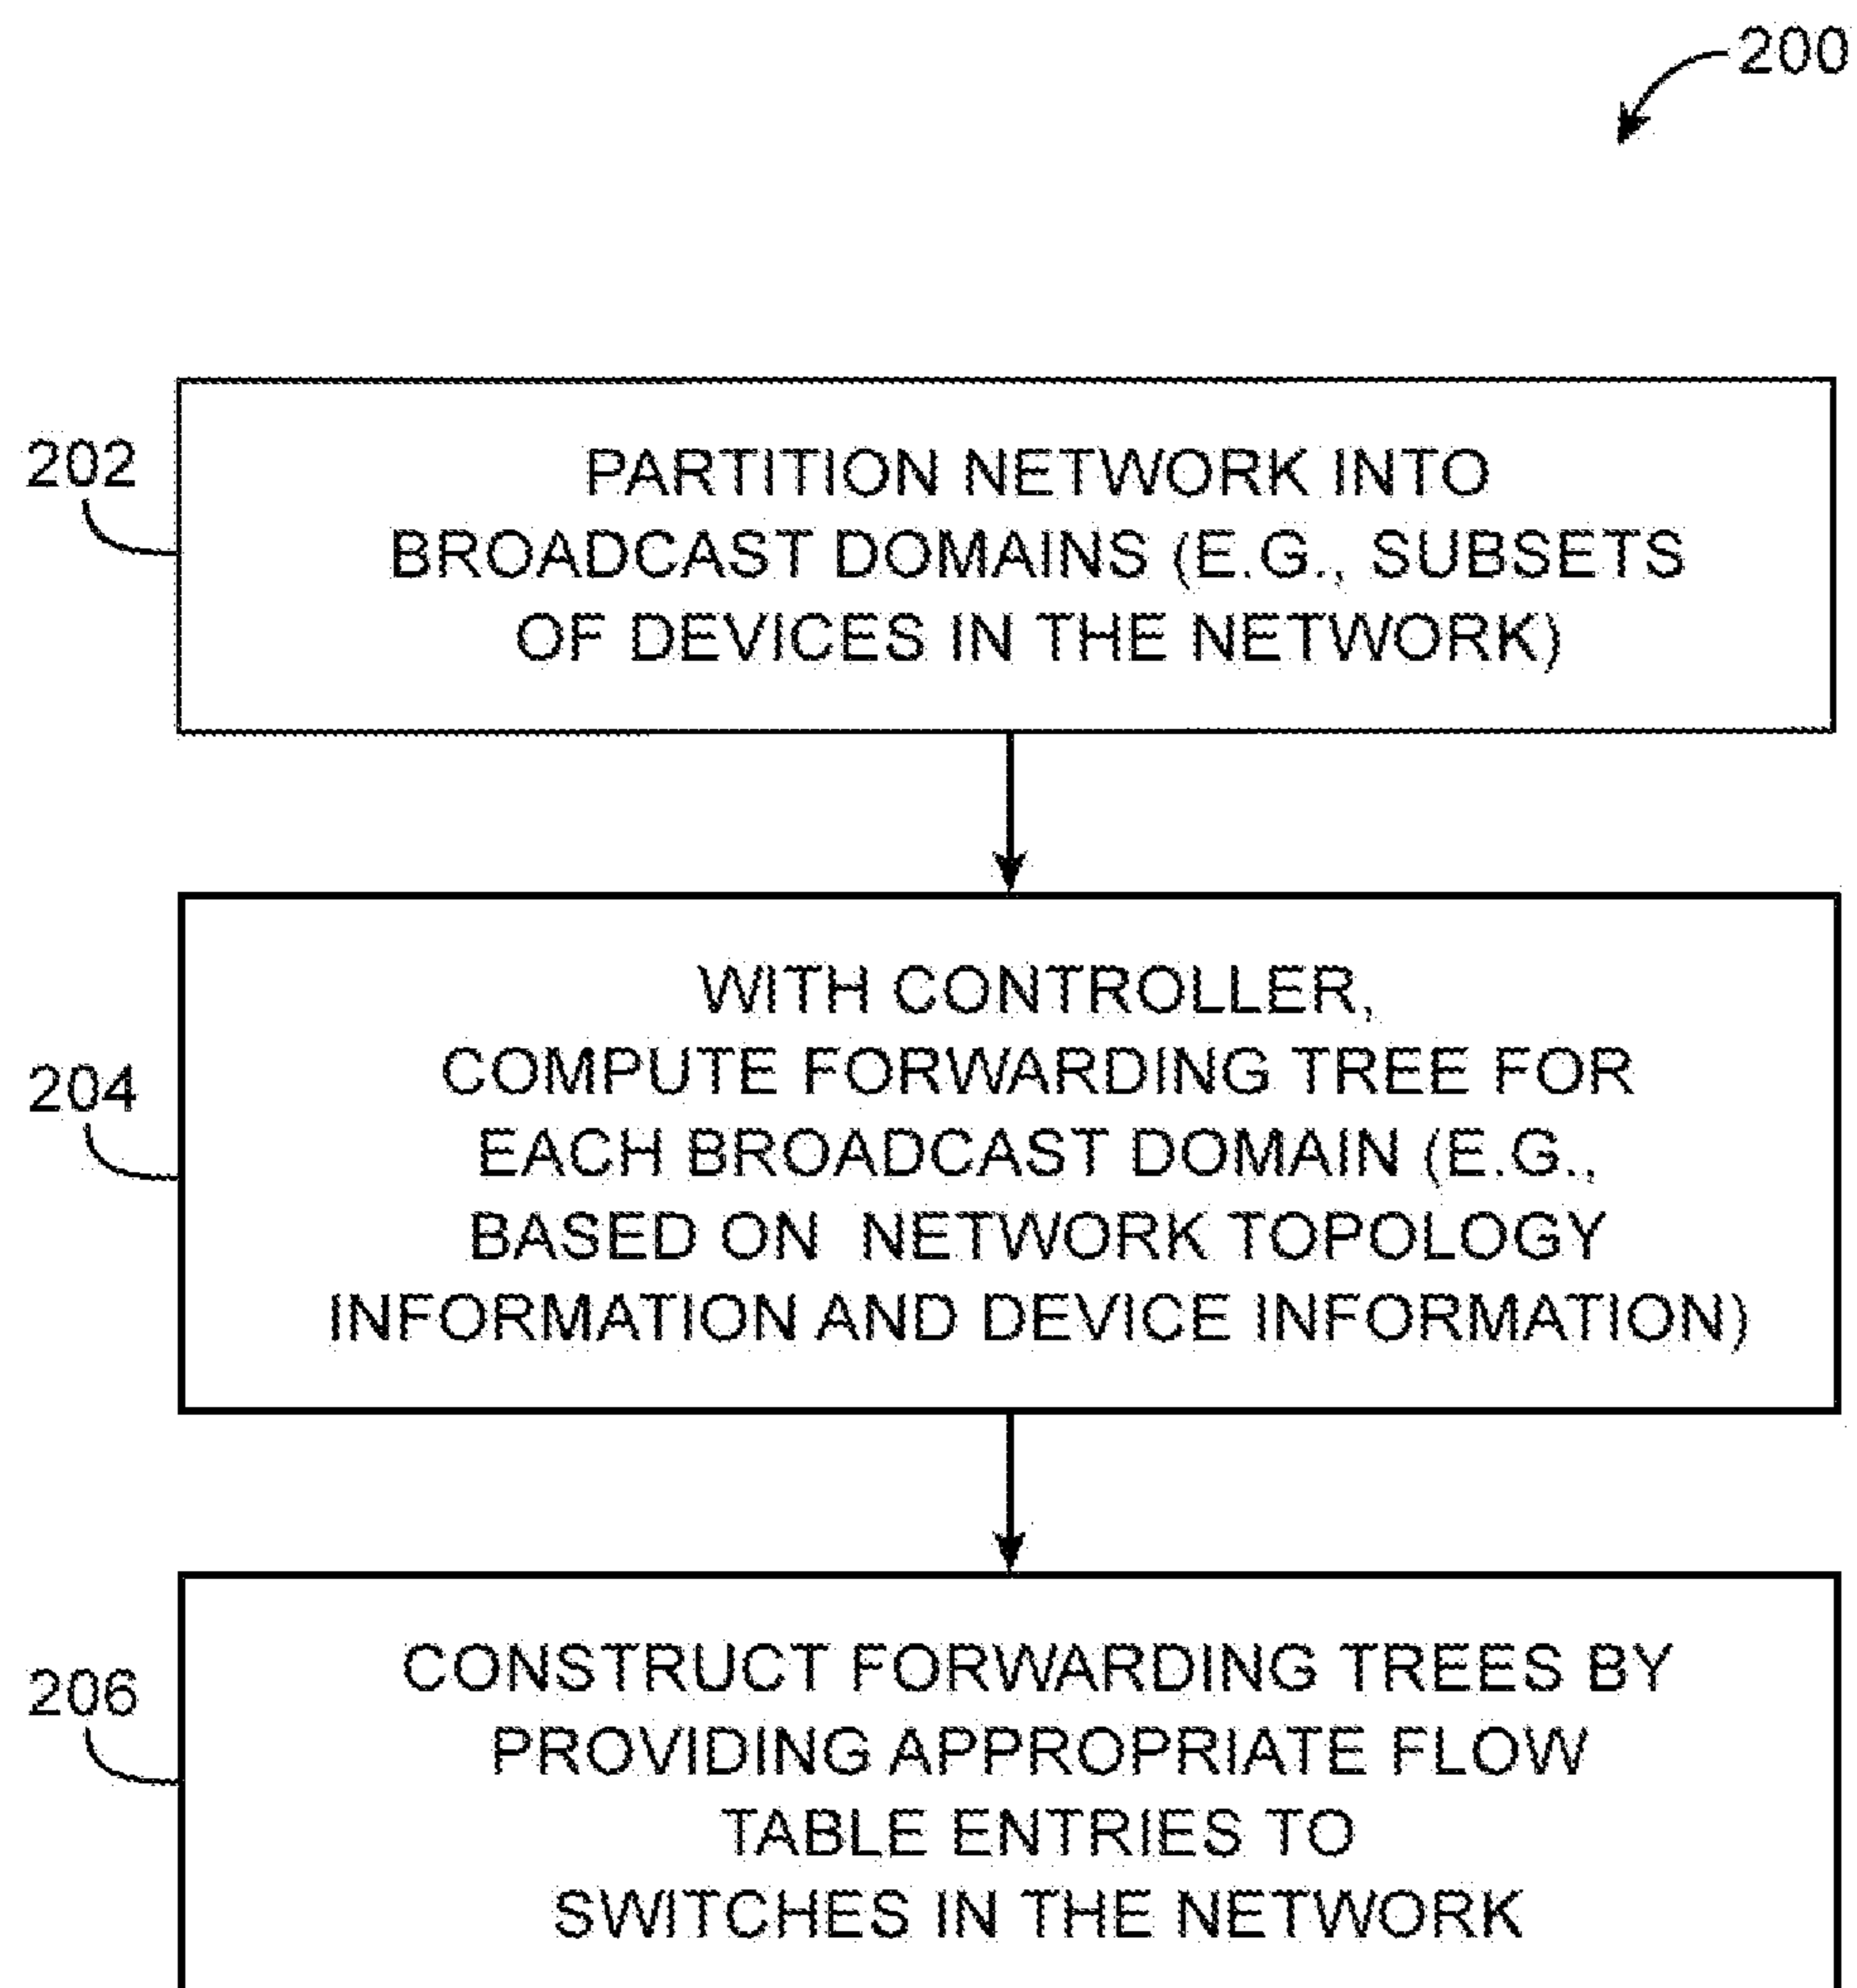 200
202
PARTITION NETWORK INTO
BROADCAST DOMAINS (E.G., SUBSETS
OF DEVICES IN THE NETWORK)
204
WITH CONTROLLER,
COMPUTE FORWARDING TREE FOR
EACH BROADCAST DOMAIN (E.G.,
BASED ON NETWORK TOPOLOGY
INFORMATION AND DEVICE INFORMATION)
206
CONSTRUCT FORWARDING TREES BY
PROVIDING APPROPRIATE FLOW
TABLE ENTRIES TO
SWITCHES IN THE NETWORK